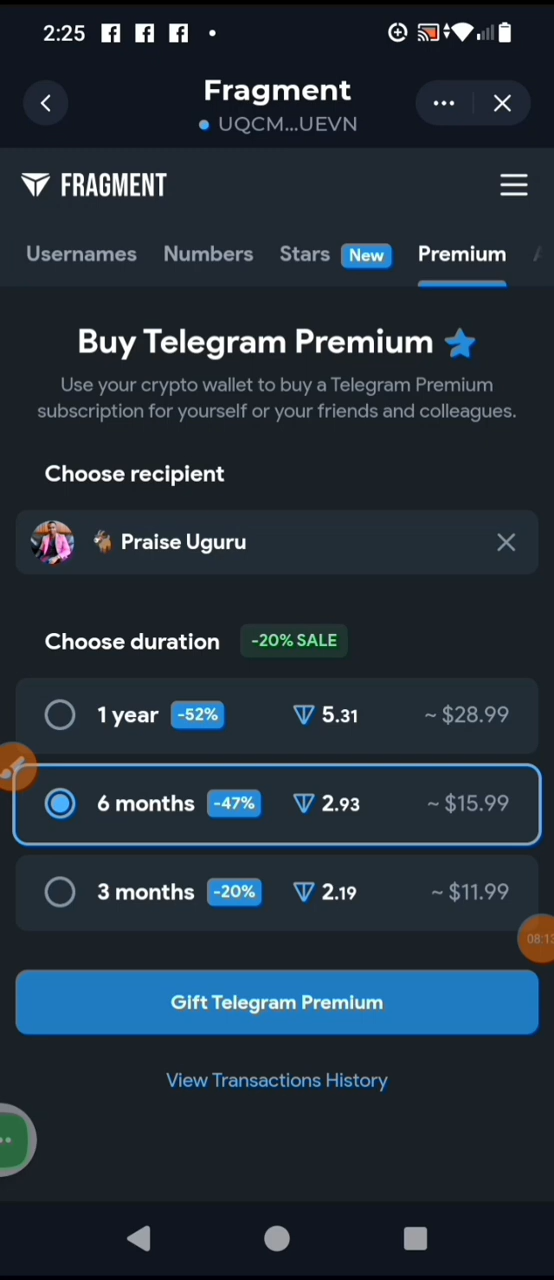 2:25
Fragment
UQCM...UEVN
FRAGMENT
Usernames Numbers Stars New Premium
Buy Telegram Premium
Use your crypto wallet to buy a Telegram Premium
subscription for yourself or your friends and colleagues.
Choose recipient
Praise Uguru
Choose duration -20% SALE
1 year -52% 5.31 ~ $28.99
6 months -47% 2.93 ~ $15.99
3 months -20% 2.19 ~ $11.99
08:13
Gift Telegram Premium
View Transactions History